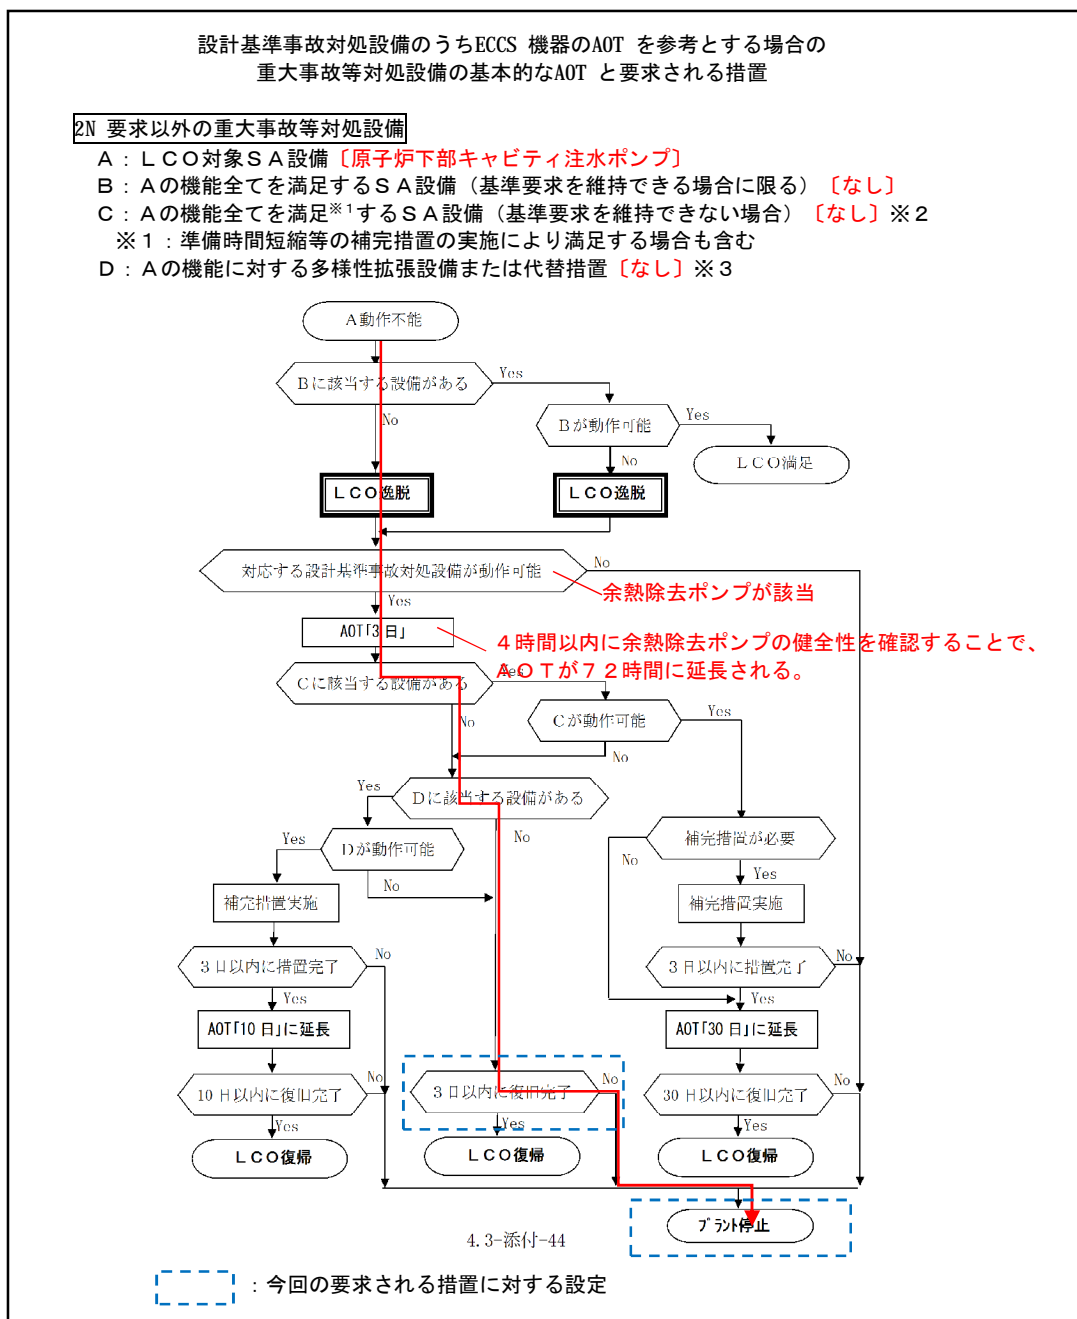 設計基準事故対処設備のうちECCS 機器のAOT を参考とする場合の
重大事故等対処設備の基本的なAOT と要求される措置
2N 要求以外の重大事故等対処設備
A：LCO対象SA設備〔原子炉下部キャビティ注水ポンプ〕
B：Aの機能全てを満足するSA設備（基準要求を維持できる場合に限る）〔なし〕
C：Aの機能全てを満足※1するSA設備（基準要求を維持できない場合）〔なし〕※2
※1：準備時間短縮等の補完措置の実施により満足する場合も含む
D：Aの機能に対する多様性拡張設備または代替措置〔なし〕※3
A動作不能
Bに該当する設備がある
Yes
No
Bが動作可能
Yes
No
LCO満足
LCO逸脱
LCO逸脱
対応する設計基準事故対処設備が動作可能
No
余熱除去ポンプが該当
Yes
AOT「3日」
4時間以内に余熱除去ポンプの健全性を確認することで、
AOTが72時間に延長される。
Cに該当する設備がある
Yes
No
Cが動作可能
Yes
No
Dに該当する設備がある
Yes
No
Dが動作可能
Yes
No
補完措置が必要
No
Yes
補完措置実施
補完措置実施
3日以内に措置完了
No
Yes
3日以内に措置完了
No
Yes
AOT「10日」に延長
AOT「30日」に延長
10日以内に復旧完了
No
Yes
3日以内に復旧完了
No
Yes
30日以内に復旧完了
No
Yes
LCO復帰
LCO復帰
LCO復帰
プラント停止
4.3-添付-44
：今回の要求される措置に対する設定